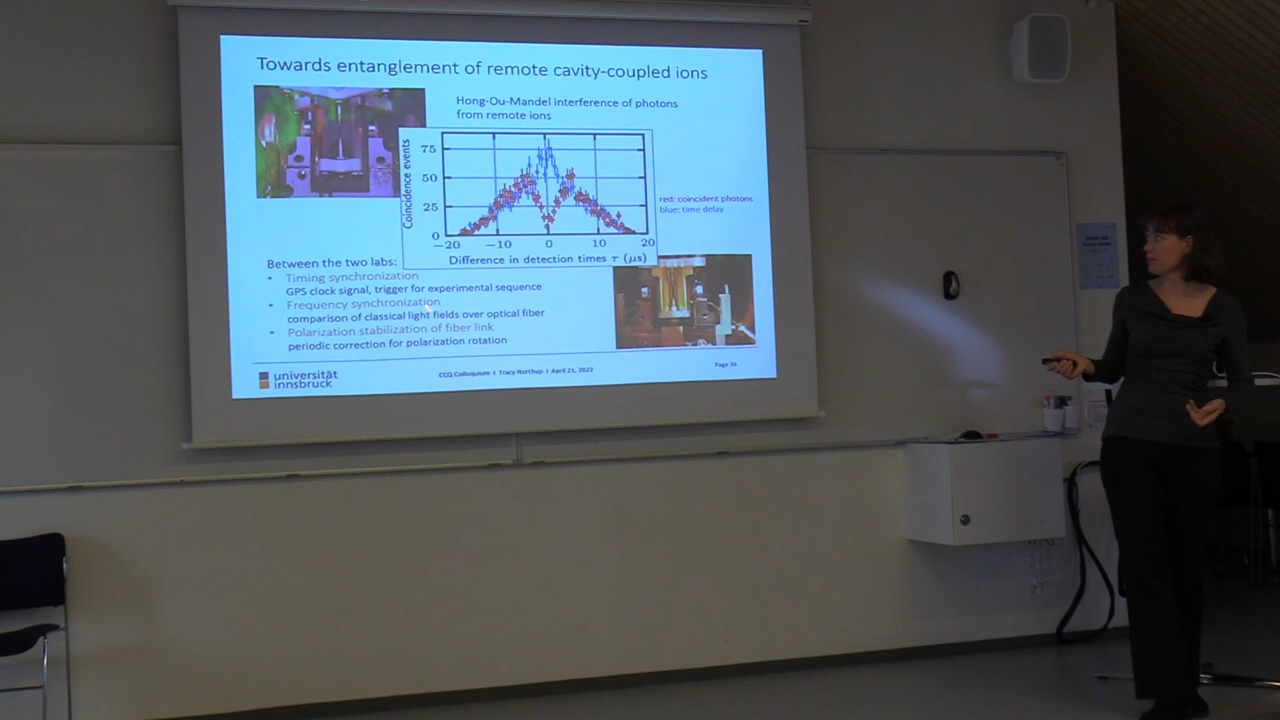 Towards entanglement of remote cavity-coupled ions
Hong-Ou-Mandel interference of photons
from remote ions
Coincidence events
75
50
25
0
−20 −10 0 10 20
Difference in detection times τ (μs)
red: coincident photons
blue: time delay
Between the two labs:
• Timing synchronization
GPS clock signal, trigger for experimental sequence
• Frequency synchronization
comparison of classical light fields over optical fiber
• Polarization stabilization of fiber link
periodic correction for polarization rotation
universität
innsbruck
CCQ Colloquium I Tracy Northup I April 21, 2022
Page 36